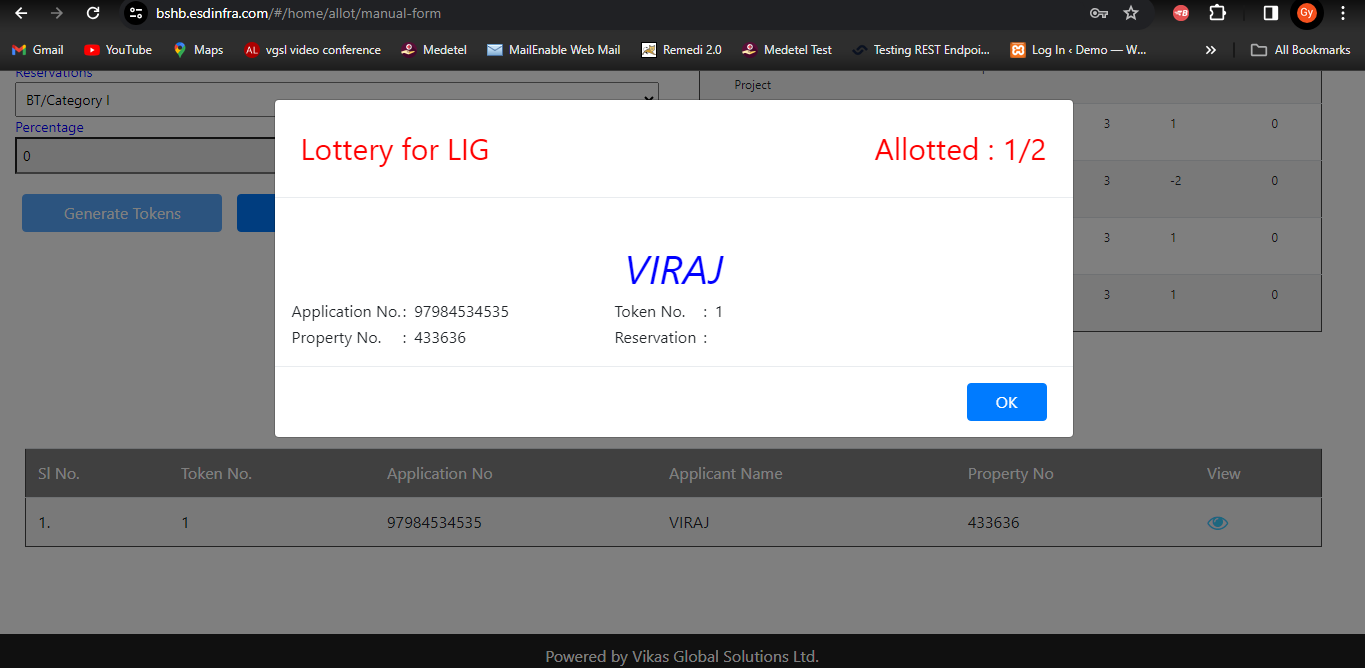 bshb.esdinfra.com/#/home/allot/manual-form
Gy
Gmail YouTube Maps AL vgsl video conference Medetel MailEnable Web Mail Remedi 2.0 Medetel Test Testing REST Endpoi... Log In ‹ Demo — W... » All Bookmarks
Reservations
BT/Category I
Percentage
0
Generate Tokens
Project
3 1 0
3 -2 0
3 1 0
3 1 0
Lottery for LIG Allotted : 1/2
VIRAJ
Application No. : 97984534535 Token No. : 1
Property No. : 433636 Reservation :
OK
Sl No. Token No. Application No Applicant Name Property No View
1. 1 97984534535 VIRAJ 433636
Powered by Vikas Global Solutions Ltd.